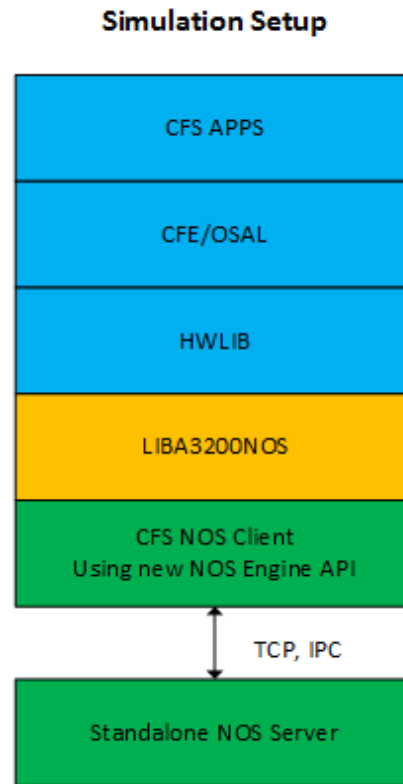 Simulation Setup
CFS APPS
CFE/OSAL
HWLIB
LIBA3200NOS
CFS NOS Client
Using new NOS Engine API
TCP, IPC
Standalone NOS Server